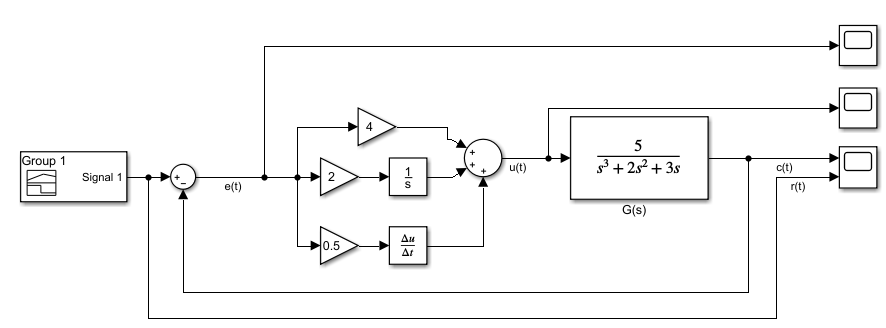 Group 1
Signal 1
+
−
e(t)
4
2
1
s
0.5
Δu
Δt
+
+
+
u(t)
5
s³ + 2s² + 3s
G(s)
c(t)
r(t)